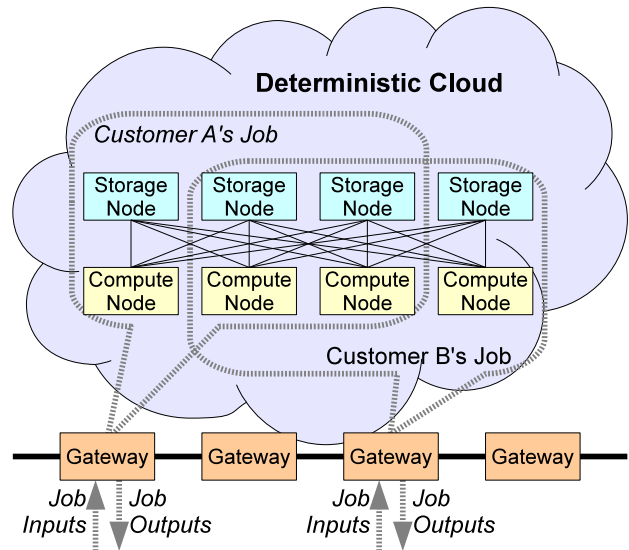 Deterministic Cloud
Customer A's Job
Storage Node
Storage Node
Storage Node
Storage Node
Compute Node
Compute Node
Compute Node
Compute Node
Customer B's Job
Gateway
Gateway
Gateway
Gateway
Job Inputs
Job Outputs
Job Inputs
Job Outputs